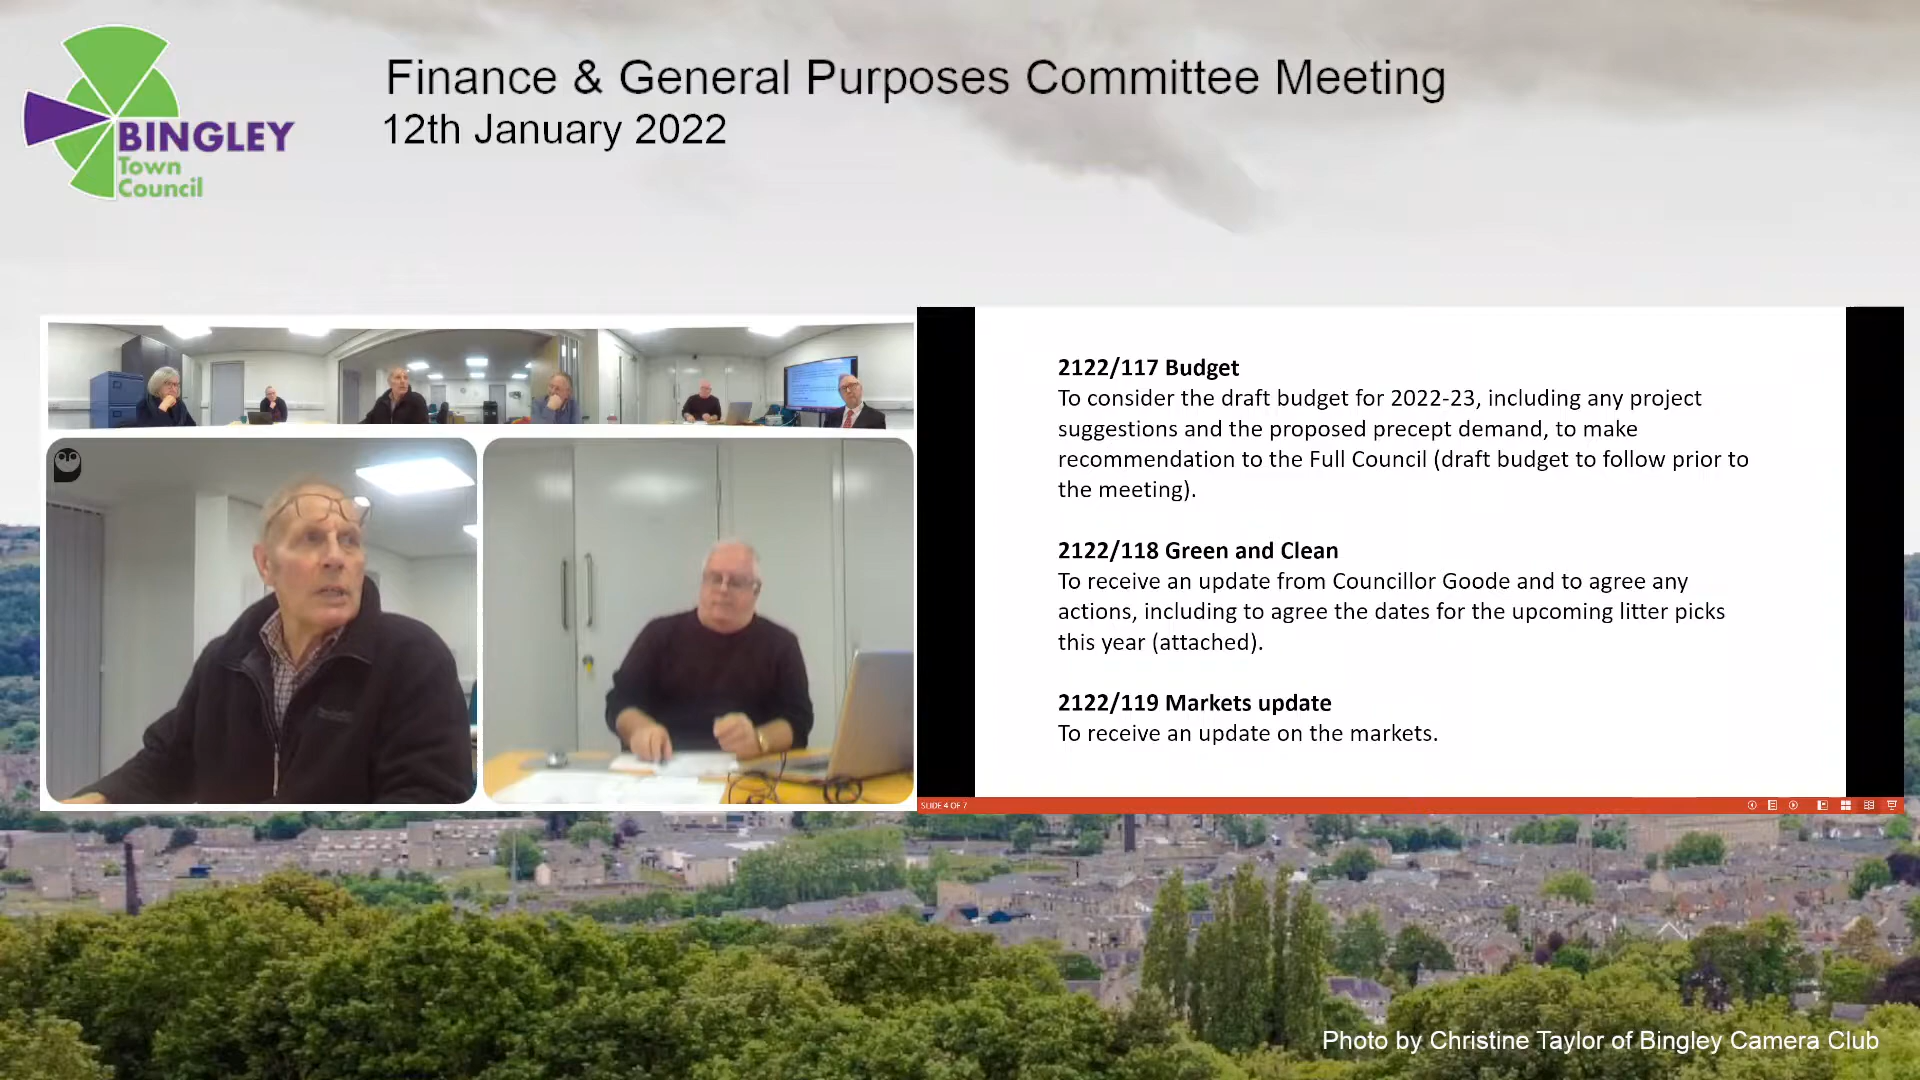 BINGLEY
Town
Council
Finance & General Purposes Committee Meeting
12th January 2022
2122/117 Budget
To consider the draft budget for 2022-23, including any project
suggestions and the proposed precept demand, to make
recommendation to the Full Council (draft budget to follow prior to
the meeting).
2122/118 Green and Clean
To receive an update from Councillor Goode and to agree any
actions, including to agree the dates for the upcoming litter picks
this year (attached).
2122/119 Markets update
To receive an update on the markets.
SLIDE 4 OF 7
Photo by Christine Taylor of Bingley Camera Club